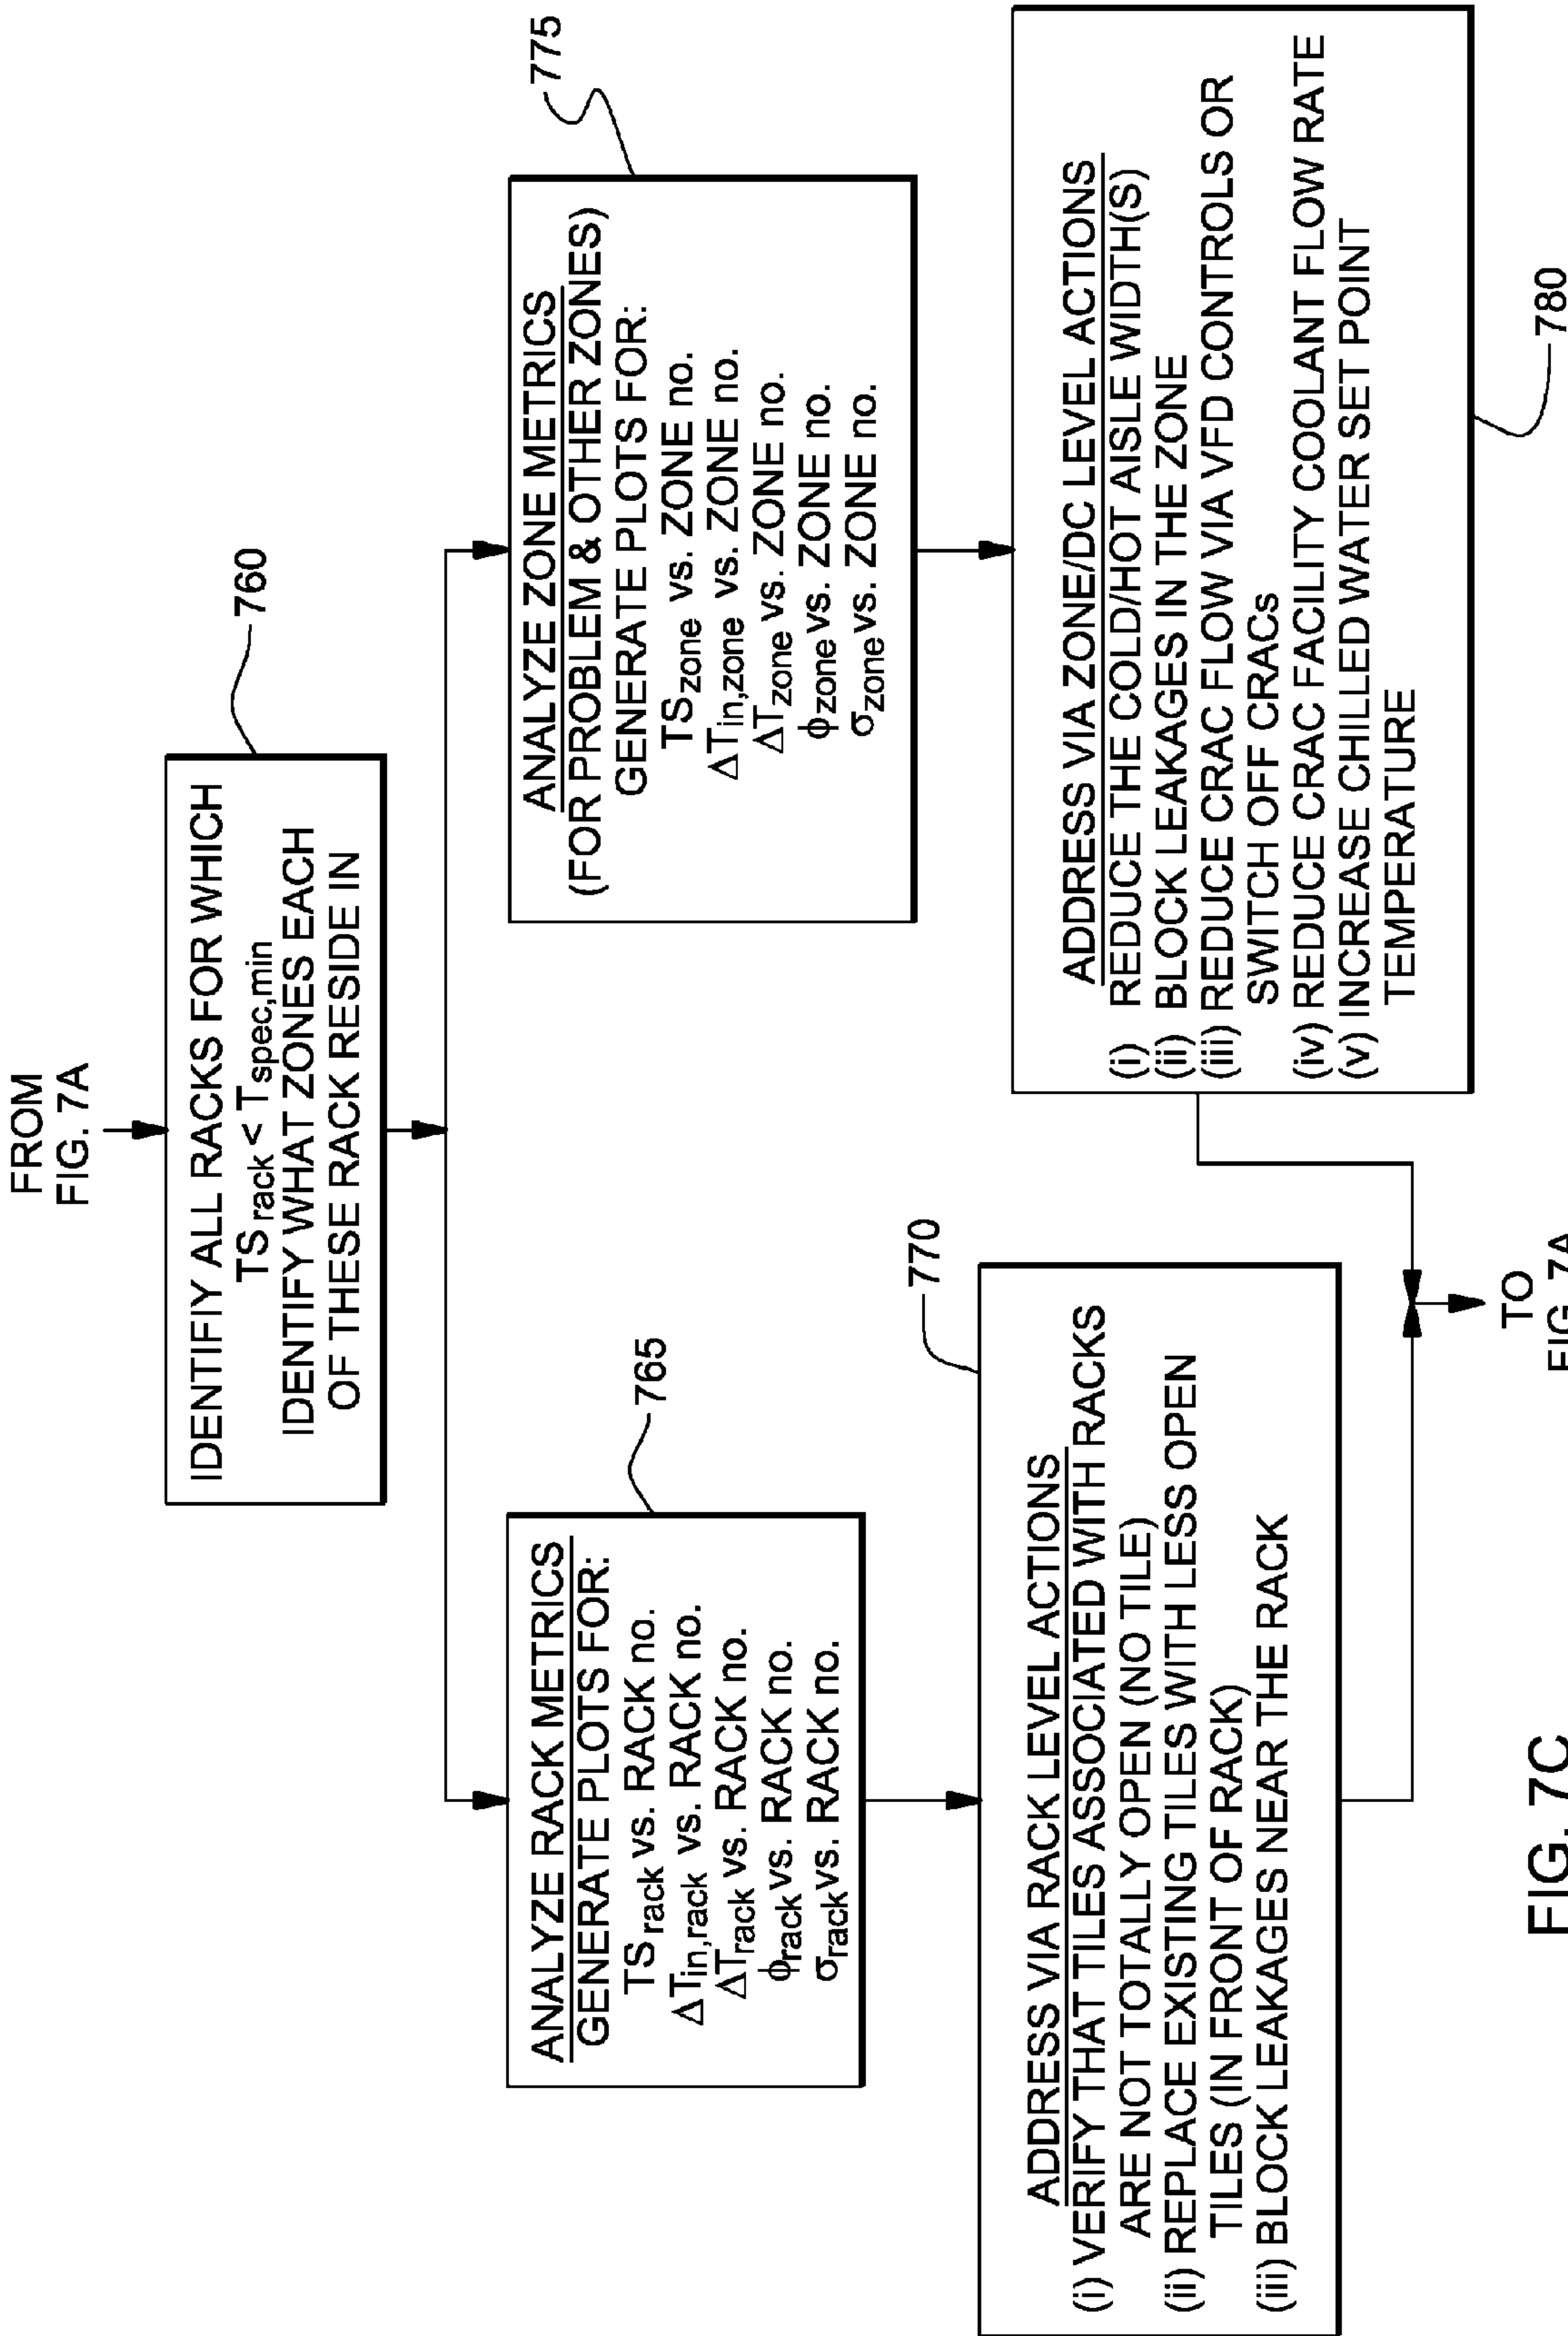 FROM
FIG. 7A
760
IDENTIFIY ALL RACKS FOR WHICH
TSrack < Tspec,min
IDENTIFY WHAT ZONES EACH
OF THESE RACK RESIDE IN
765
ANALYZE RACK METRICS
GENERATE PLOTS FOR:
TSrack vs. RACK no.
ΔTin,rack vs. RACK no.
ΔTrack vs. RACK no.
ϕrack vs. RACK no.
σrack vs. RACK no.
775
ANALYZE ZONE METRICS
(FOR PROBLEM & OTHER ZONES)
GENERATE PLOTS FOR:
TSzone vs. ZONE no.
ΔTin,zone vs. ZONE no.
ΔTzone vs. ZONE no.
ϕzone vs. ZONE no.
σzone vs. ZONE no.
770
ADDRESS VIA RACK LEVEL ACTIONS
(i) VERIFY THAT TILES ASSOCIATED WITH RACKS
ARE NOT TOTALLY OPEN (NO TILE)
(ii) REPLACE EXISTING TILES WITH LESS OPEN
TILES (IN FRONT OF RACK)
(iii) BLOCK LEAKAGES NEAR THE RACK
ADDRESS VIA ZONE/DC LEVEL ACTIONS
(i) REDUCE THE COLD/HOT AISLE WIDTH(S)
(ii) BLOCK LEAKAGES IN THE ZONE
(iii) REDUCE CRAC FLOW VIA VFD CONTROLS OR
SWITCH OFF CRACs
(iv) REDUCE CRAC FACILITY COOLANT FLOW RATE
(v) INCREASE CHILLED WATER SET POINT
TEMPERATURE
780
TO
FIG. 7A
FIG. 7C